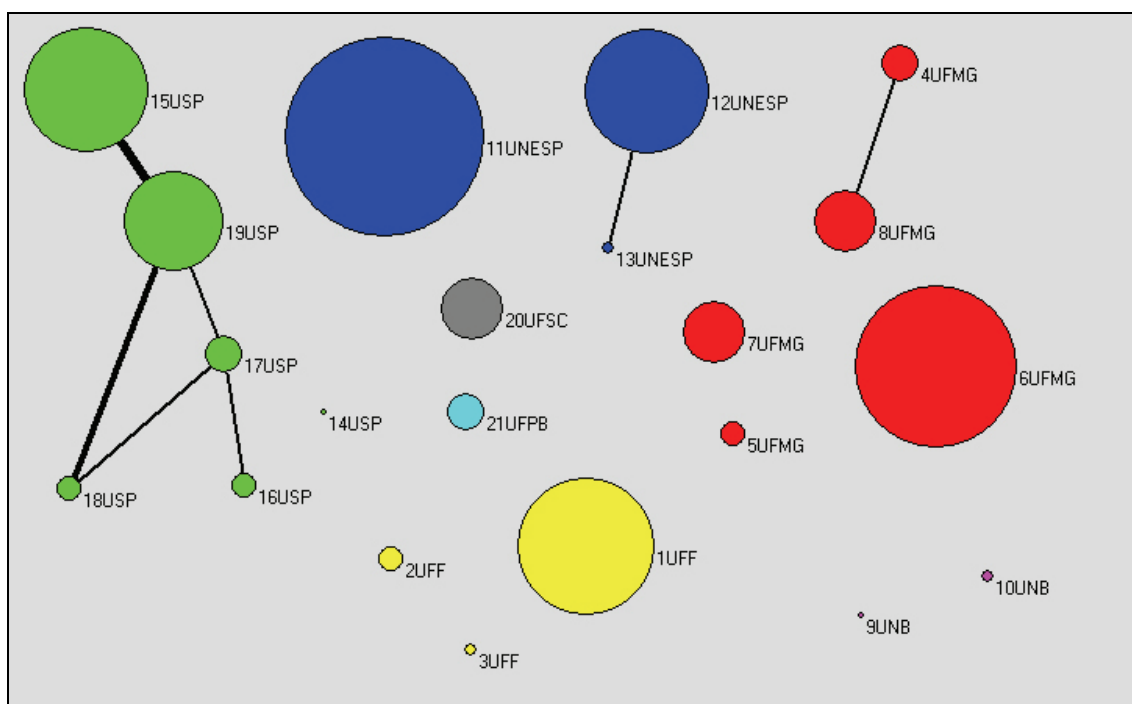 4UFMG
15USP
12UNESP
11UNESP
19USP
8UFMG
13UNESP
20UFSC
7UFMG
17USP
6UFMG
14USP
21UFPB
5UFMG
18USP
16USP
1UFF
2UFF
10UNB
9UNB
3UFF